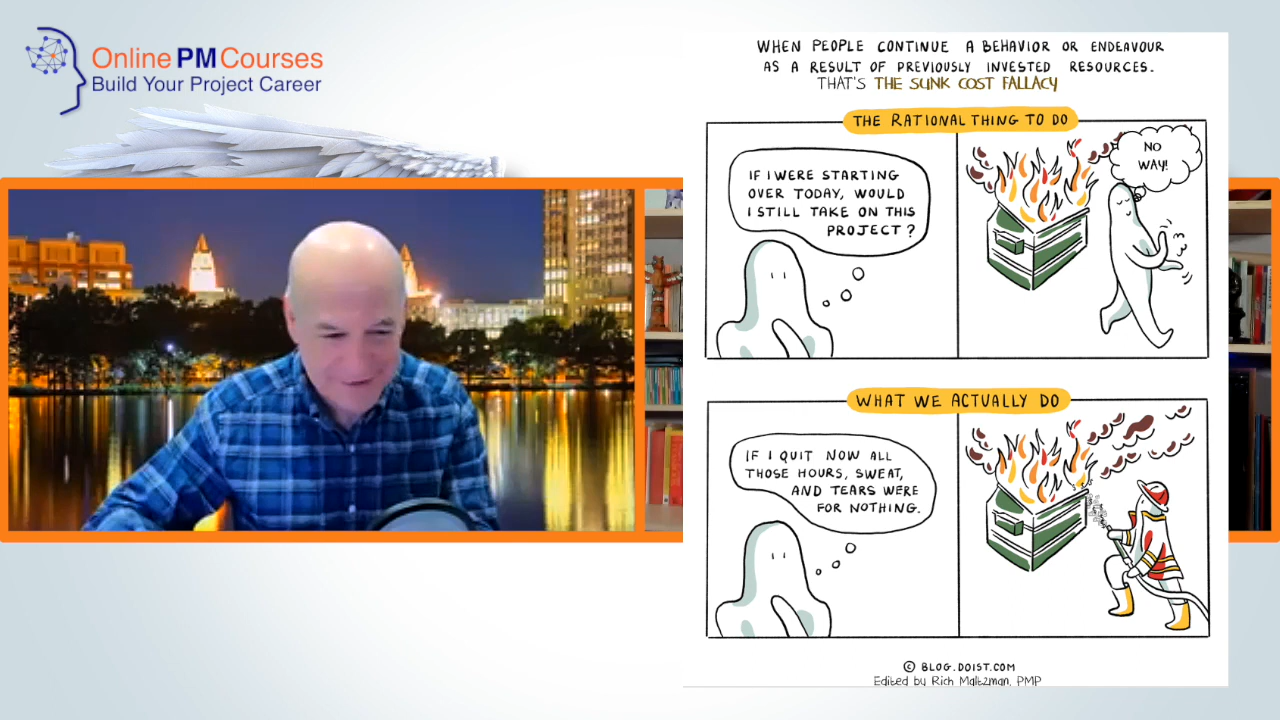 Online PM Courses
Build Your Project Career
WHEN PEOPLE CONTINUE A BEHAVIOR OR ENDEAVOUR
AS A RESULT OF PREVIOUSLY INVESTED RESOURCES.
THAT'S THE SUNK COST FALLACY
THE RATIONAL THING TO DO
IF I WERE STARTING
OVER TODAY, WOULD
I STILL TAKE ON THIS
PROJECT?
NO
WAY!
WHAT WE ACTUALLY DO
IF I QUIT NOW ALL
THOSE HOURS, SWEAT,
AND TEARS WERE
FOR NOTHING.
© BLOG.DOIST.COM
Edited by Rich Maltzman, PMP